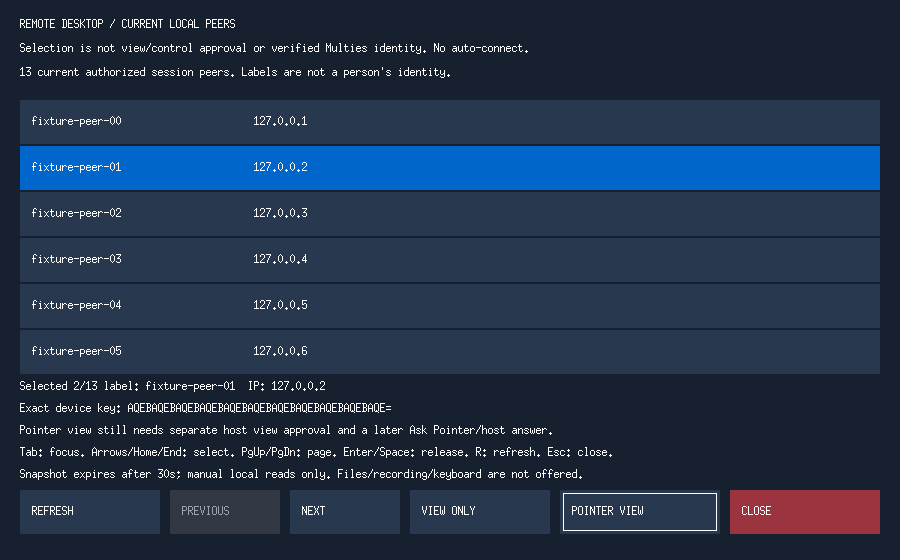 REMOTE DESKTOP / CURRENT LOCAL PEERS
Selection is not view/control approval or verified Multies identity. No auto-connect.
13 current authorized session peers. Labels are not a person's identity.
fixture-peer-00 127.0.0.1
fixture-peer-01 127.0.0.2
fixture-peer-02 127.0.0.3
fixture-peer-03 127.0.0.4
fixture-peer-04 127.0.0.5
fixture-peer-05 127.0.0.6
Selected 2/13 label: fixture-peer-01 IP: 127.0.0.2
Exact device key: AQEBAQEBAQEBAQEBAQEBAQEBAQEBAQEBAQEBAQEBAQE=
Pointer view still needs separate host view approval and a later Ask Pointer/host answer.
Tab: focus. Arrows/Home/End: select. PgUp/PgDn: page. Enter/Space: release. R: refresh. Esc: close.
Snapshot expires after 30s; manual local reads only. Files/recording/keyboard are not offered.
REFRESH PREVIOUS NEXT VIEW ONLY POINTER VIEW CLOSE